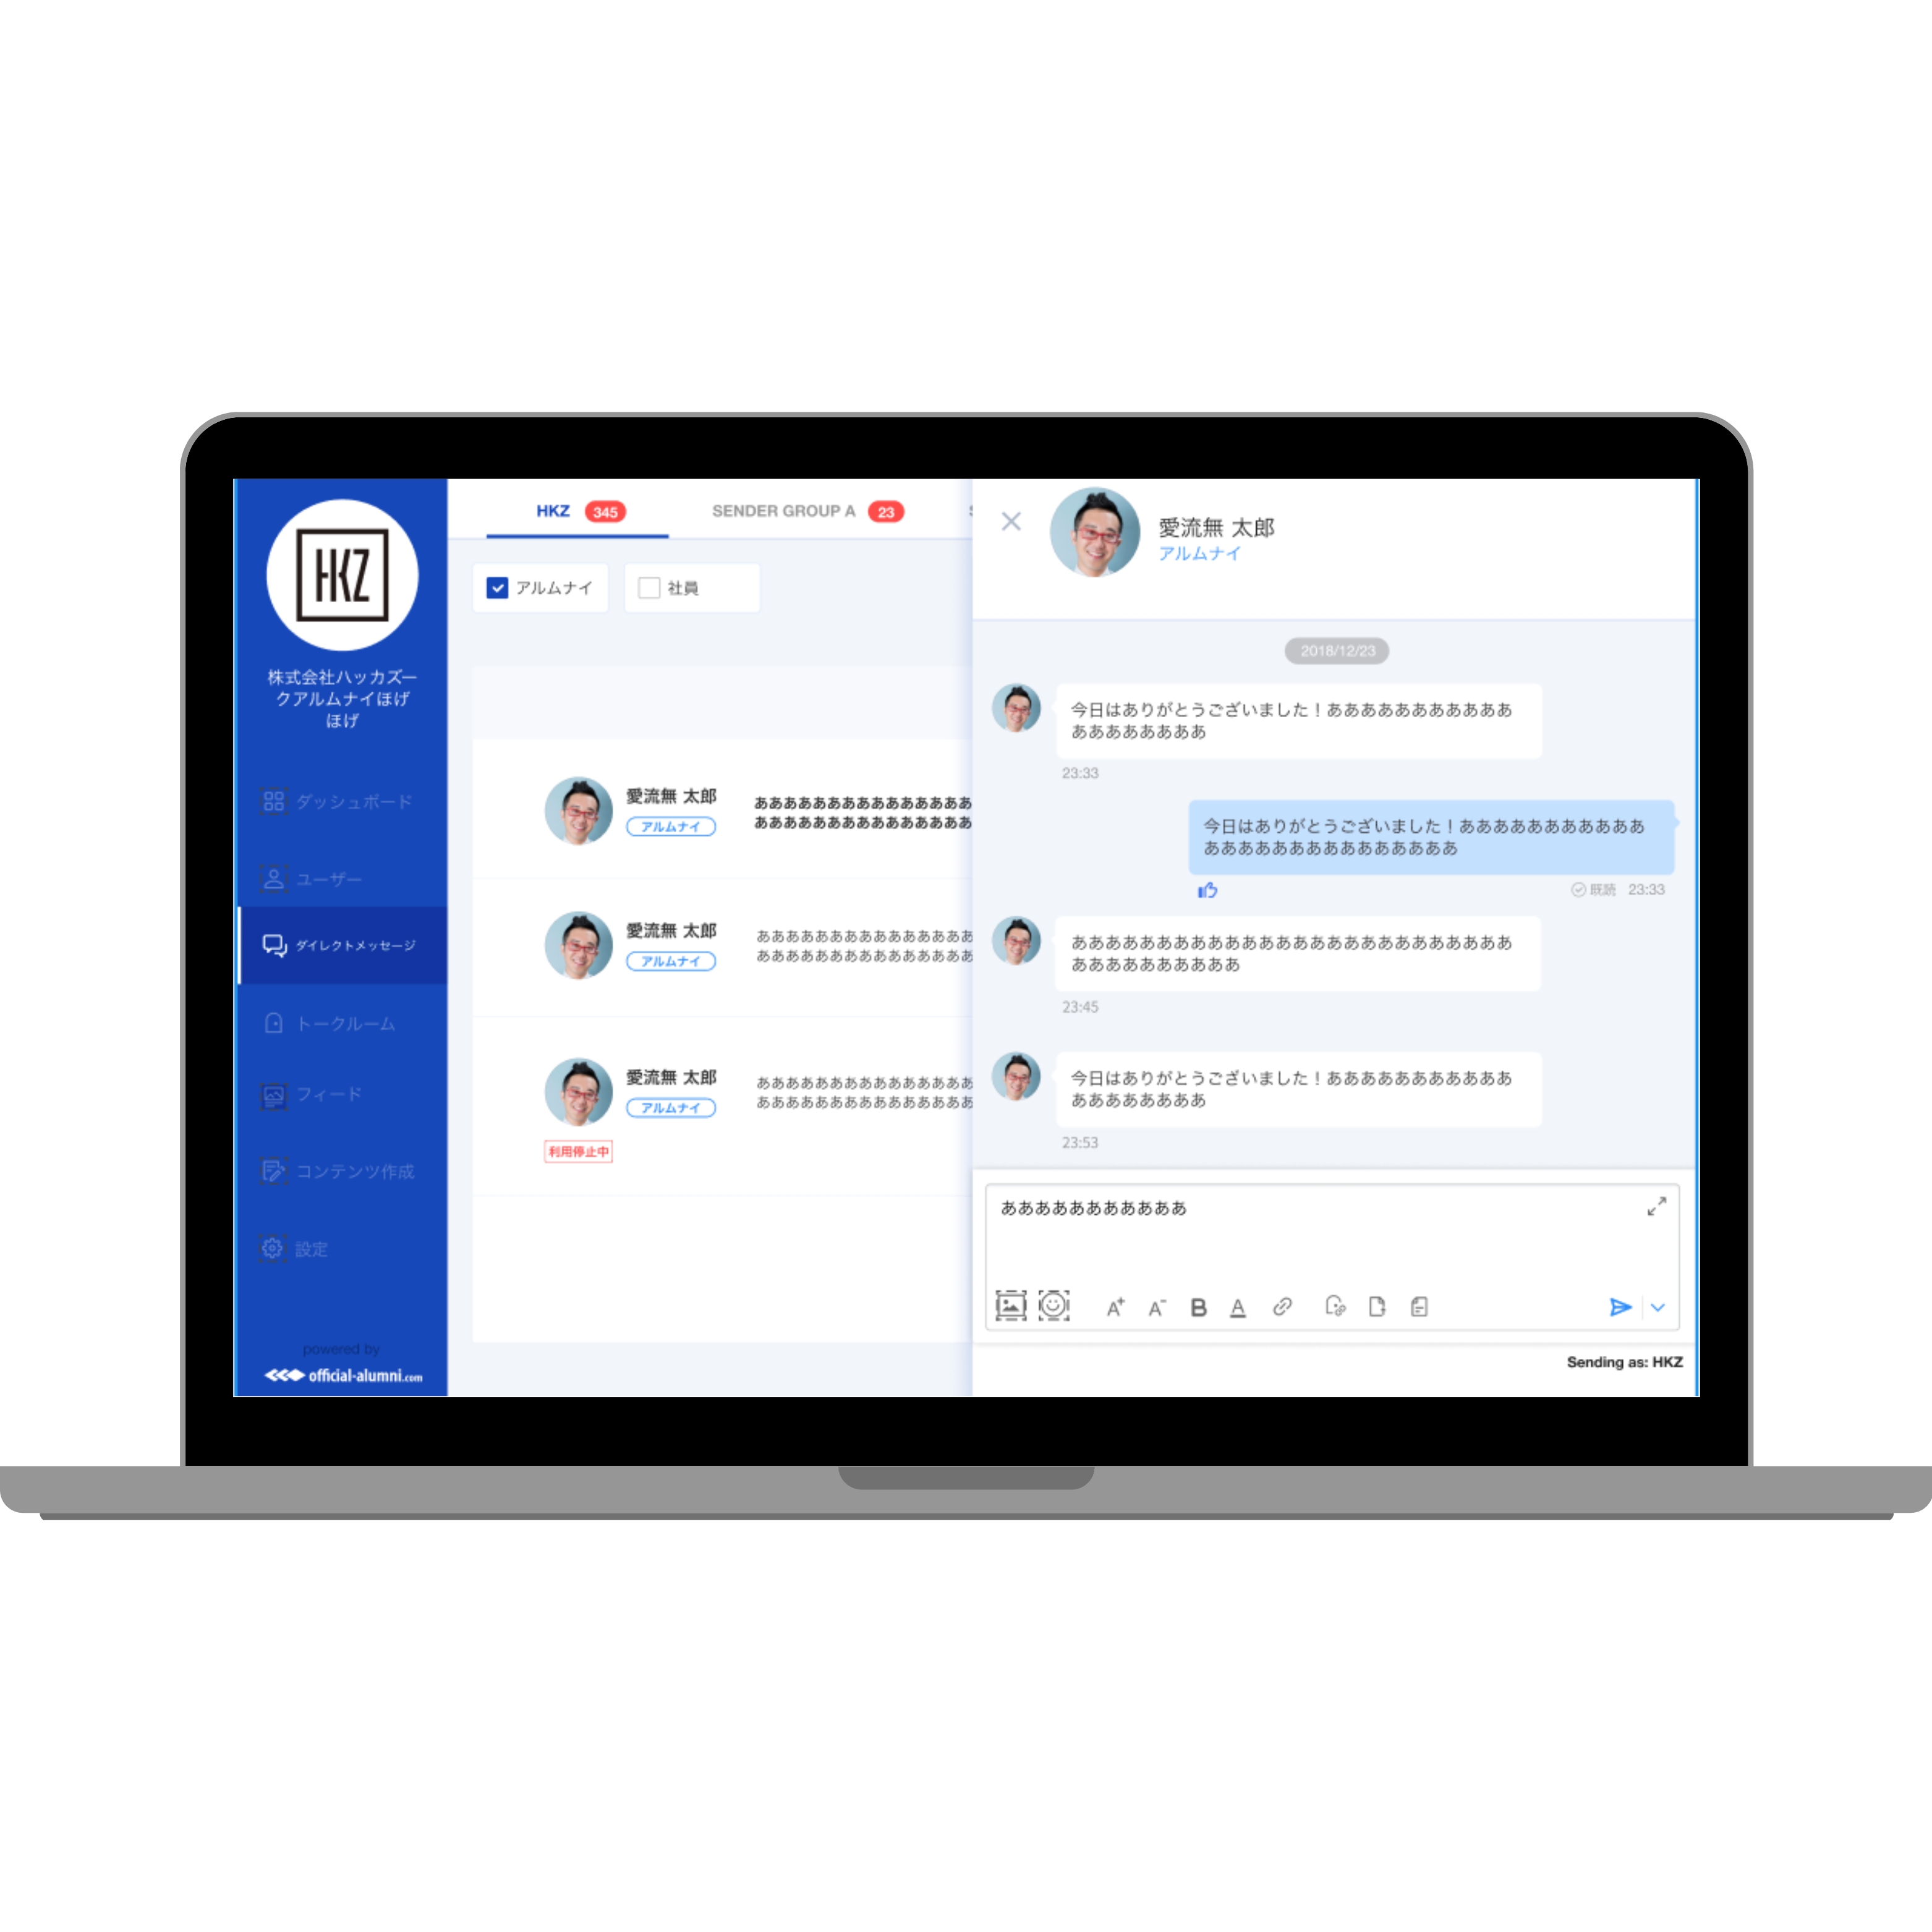 HKZ
株式会社ハッカズー
クアルムナイほげ
ほげ
ダッシュボード
ユーザー
ダイレクトメッセージ
トークルーム
フィード
コンテンツ作成
設定
powered by
official-alumni.com
HKZ 345 SENDER GROUP A 23
アルムナイ 社員
愛流無 太郎
アルムナイ
あああああああああああああああ
あああああああああああああああ
愛流無 太郎
アルムナイ
あああああああああああああああ
あああああああああああああああ
愛流無 太郎
アルムナイ
あああああああああああああああ
あああああああああああああああ
利用停止中
愛流無 太郎
アルムナイ
2018/12/23
今日はありがとうございました！あああああああああああ
ああああああああ
23:33
今日はありがとうございました！あああああああああああ
あああああああああああああああ
既読 23:33
ああああああああああああああああああああああああああ
ああああああああああ
23:45
今日はありがとうございました！あああああああああああ
ああああああああ
23:53
あああああああああああ
A+ A- B A
Sending as: HKZ